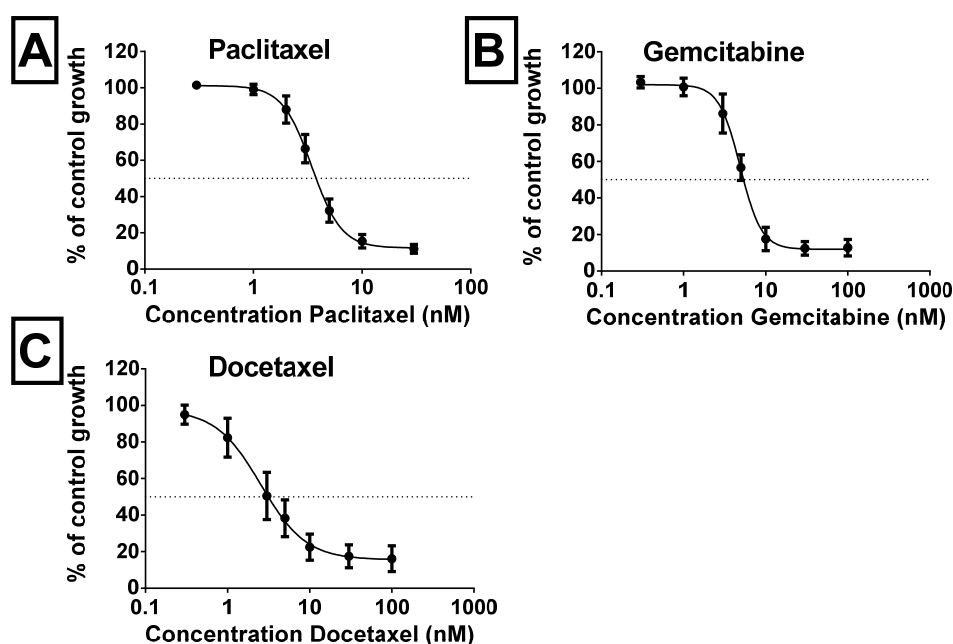 A
Paclitaxel
% of control growth
120
100
80
60
40
20
0
0.1 1 10 100
Concentration Paclitaxel (nM)
B
Gemcitabine
% of control growth
120
100
80
60
40
20
0
0.1 1 10 100 1000
Concentration Gemcitabine (nM)
C
Docetaxel
% of control growth
120
100
80
60
40
20
0
0.1 1 10 100 1000
Concentration Docetaxel (nM)